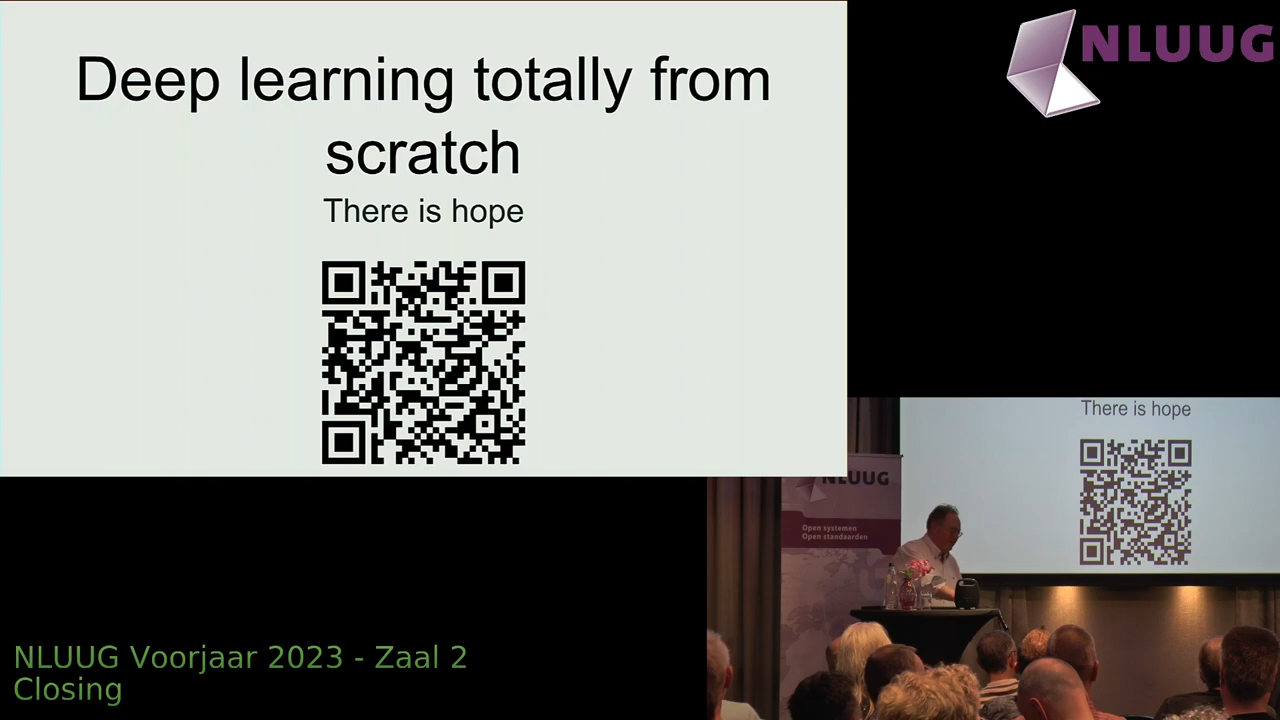 Deep learning totally from
scratch
There is hope
NLUUG
There is hope
NLUUG
Open systemen
Open standaarden
NLUUG Voorjaar 2023 - Zaal 2
Closing